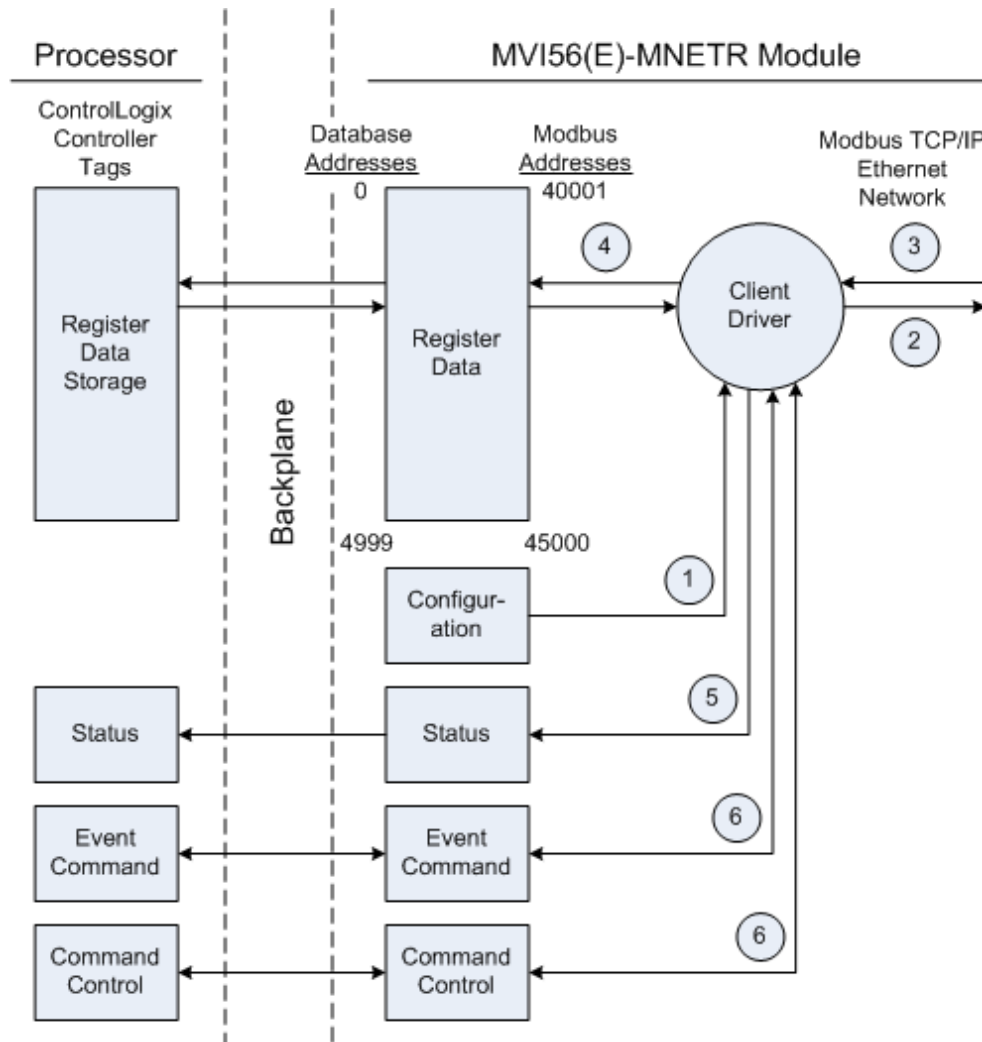 Processor
MVI56(E)-MNETR Module
ControlLogix
Controller
Tags
Database
Addresses
0
Modbus
Addresses
40001
Modbus TCP/IP
Ethernet
Network
4
3
Register
Data
Storage
Register
Data
Client
Driver
2
Backplane
4999
45000
Configur-
ation
1
Status
Status
5
Event
Command
Event
Command
6
Command
Control
Command
Control
6